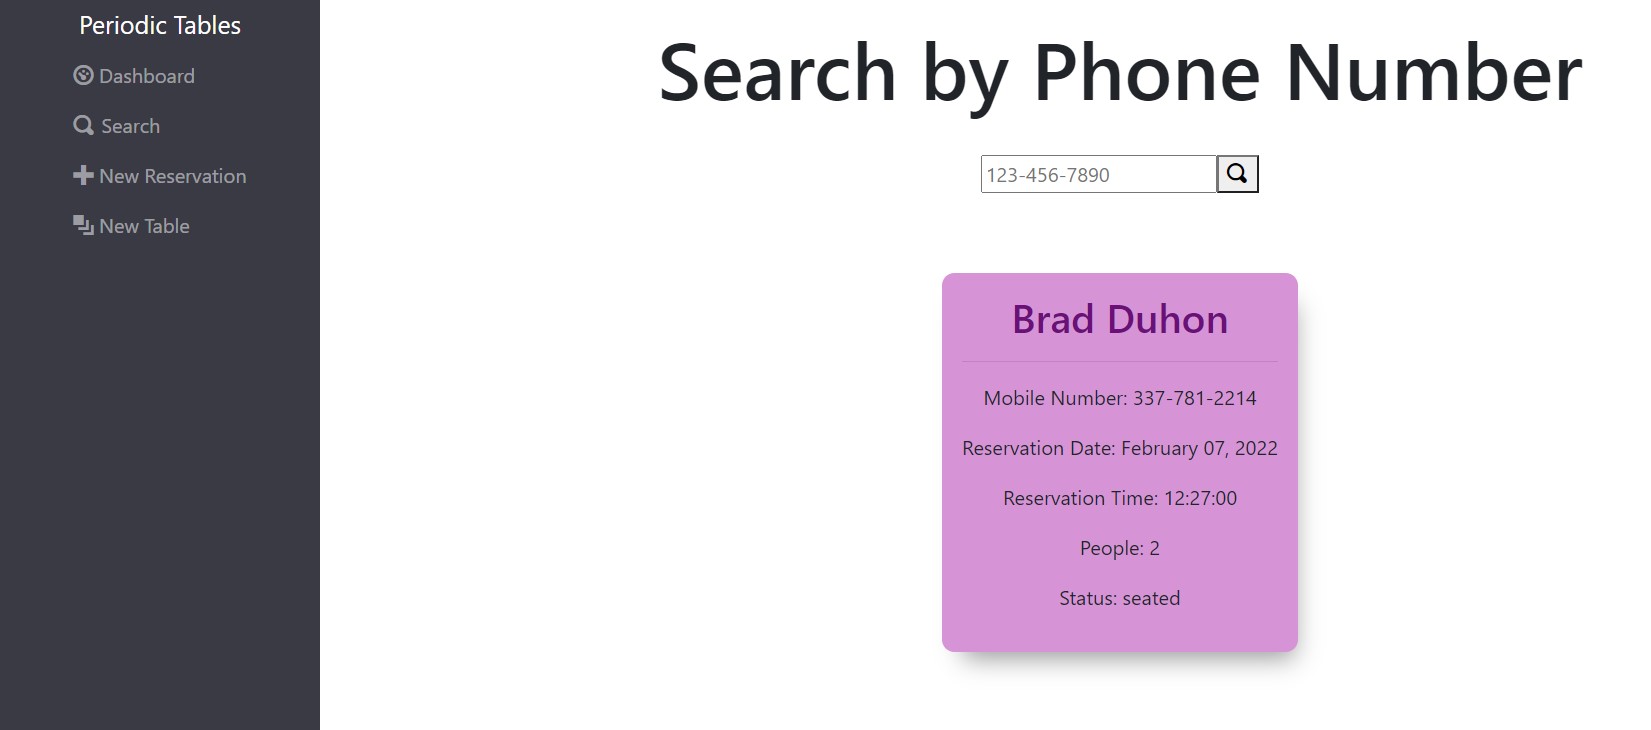 Periodic Tables
Dashboard
Search
New Reservation
New Table
Search by Phone Number
123-456-7890
Brad Duhon
Mobile Number: 337-781-2214
Reservation Date: February 07, 2022
Reservation Time: 12:27:00
People: 2
Status: seated